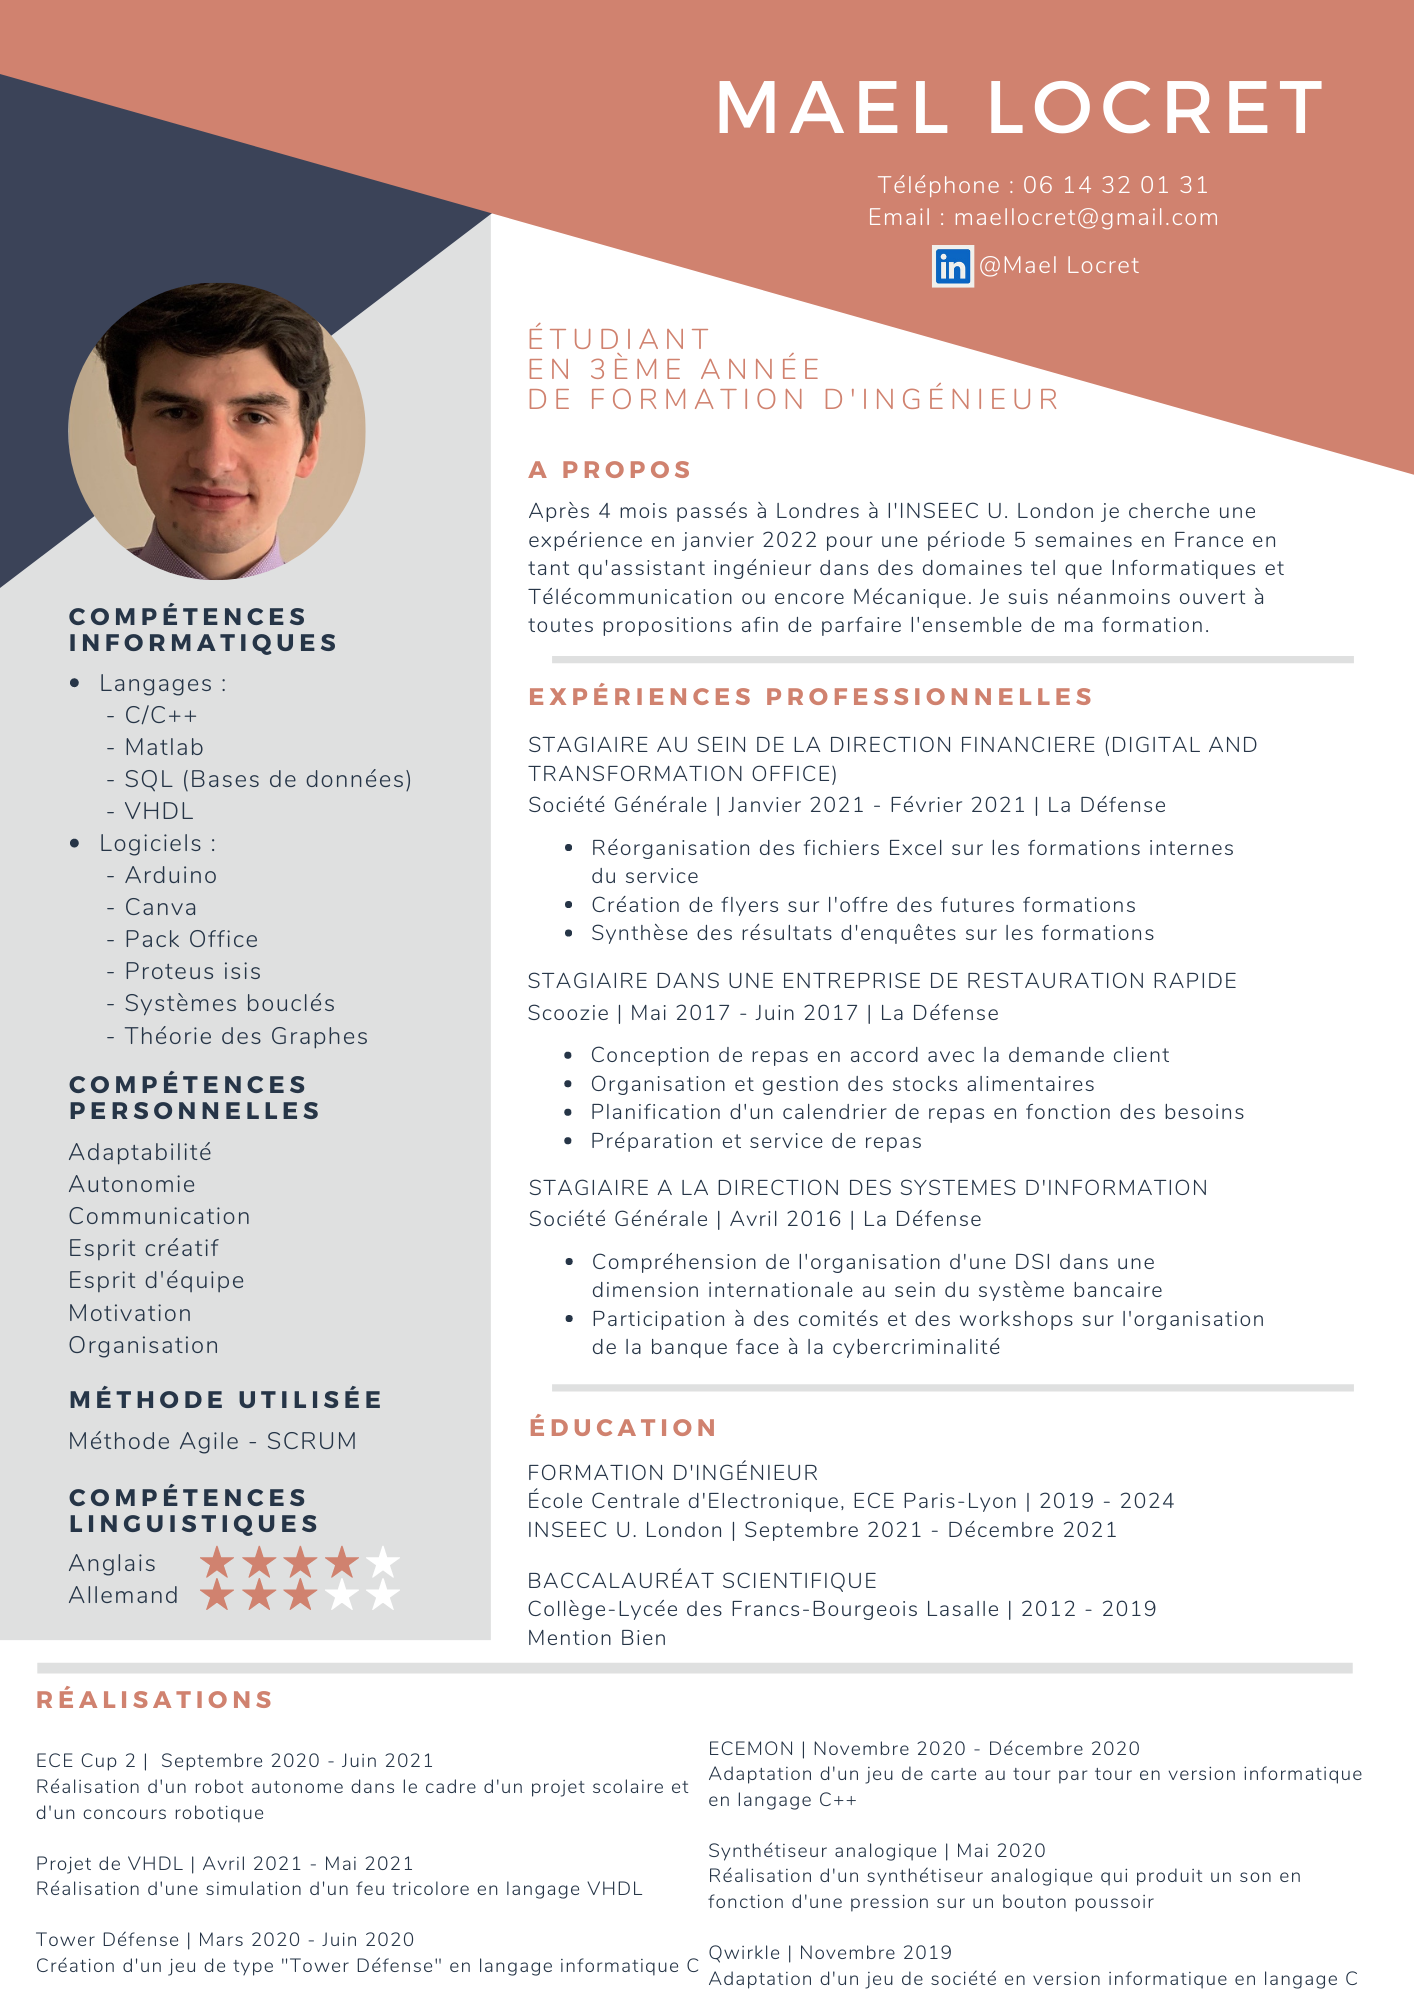 MAEL LOCRET
Téléphone : 06 14 32 01 31
Email : maellocret@gmail.com
in @Mael Locret
ÉTUDIANT
EN 3ÈME ANNÉE
DE FORMATION D'INGÉNIEUR
A PROPOS
Après 4 mois passés à Londres à l'INSEEC U. London je cherche une
expérience en janvier 2022 pour une période 5 semaines en France en
tant qu'assistant ingénieur dans des domaines tel que Informatiques et
Télécommunication ou encore Mécanique. Je suis néanmoins ouvert à
toutes propositions afin de parfaire l'ensemble de ma formation.
COMPÉTENCES
INFORMATIQUES
• Langages :
- C/C++
- Matlab
- SQL (Bases de données)
- VHDL
• Logiciels :
- Arduino
- Canva
- Pack Office
- Proteus isis
- Systèmes bouclés
- Théorie des Graphes
COMPÉTENCES
PERSONNELLES
Adaptabilité
Autonomie
Communication
Esprit créatif
Esprit d'équipe
Motivation
Organisation
MÉTHODE UTILISÉE
Méthode Agile - SCRUM
COMPÉTENCES
LINGUISTIQUES
Anglais
Allemand
EXPÉRIENCES PROFESSIONNELLES
STAGIAIRE AU SEIN DE LA DIRECTION FINANCIERE (DIGITAL AND
TRANSFORMATION OFFICE)
Société Générale | Janvier 2021 - Février 2021 | La Défense
• Réorganisation des fichiers Excel sur les formations internes
du service
• Création de flyers sur l'offre des futures formations
• Synthèse des résultats d'enquêtes sur les formations
STAGIAIRE DANS UNE ENTREPRISE DE RESTAURATION RAPIDE
Scoozie | Mai 2017 - Juin 2017 | La Défense
• Conception de repas en accord avec la demande client
• Organisation et gestion des stocks alimentaires
• Planification d'un calendrier de repas en fonction des besoins
• Préparation et service de repas
STAGIAIRE A LA DIRECTION DES SYSTEMES D'INFORMATION
Société Générale | Avril 2016 | La Défense
• Compréhension de l'organisation d'une DSI dans une
dimension internationale au sein du système bancaire
• Participation à des comités et des workshops sur l'organisation
de la banque face à la cybercriminalité
ÉDUCATION
FORMATION D'INGÉNIEUR
École Centrale d'Electronique, ECE Paris-Lyon | 2019 - 2024
INSEEC U. London | Septembre 2021 - Décembre 2021
BACCALAURÉAT SCIENTIFIQUE
Collège-Lycée des Francs-Bourgeois Lasalle | 2012 - 2019
Mention Bien
RÉALISATIONS
ECE Cup 2 |  Septembre 2020 - Juin 2021
Réalisation d'un robot autonome dans le cadre d'un projet scolaire et
d'un concours robotique
Projet de VHDL | Avril 2021 - Mai 2021
Réalisation d'une simulation d'un feu tricolore en langage VHDL
Tower Défense | Mars 2020 - Juin 2020
Création d'un jeu de type "Tower Défense" en langage informatique C
ECEMON | Novembre 2020 - Décembre 2020
Adaptation d'un jeu de carte au tour par tour en version informatique
en langage C++
Synthétiseur analogique | Mai 2020
Réalisation d'un synthétiseur analogique qui produit un son en
fonction d'une pression sur un bouton poussoir
Qwirkle | Novembre 2019
Adaptation d'un jeu de société en version informatique en langage C